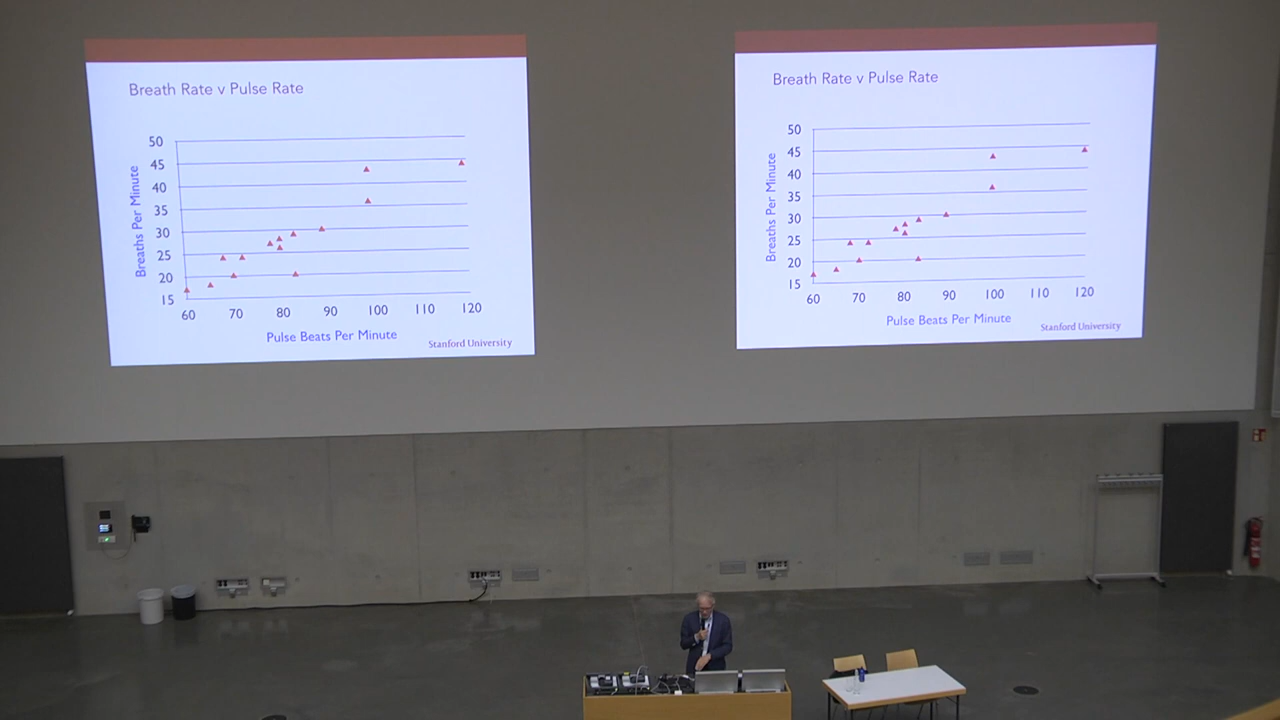 Breath Rate v Pulse Rate
50
45
40
35
30
25
20
15
Breaths Per Minute
60 70 80 90 100 110 120
Pulse Beats Per Minute
Stanford University
Breath Rate v Pulse Rate
50
45
40
35
30
25
20
15
Breaths Per Minute
60 70 80 90 100 110 120
Pulse Beats Per Minute
Stanford University